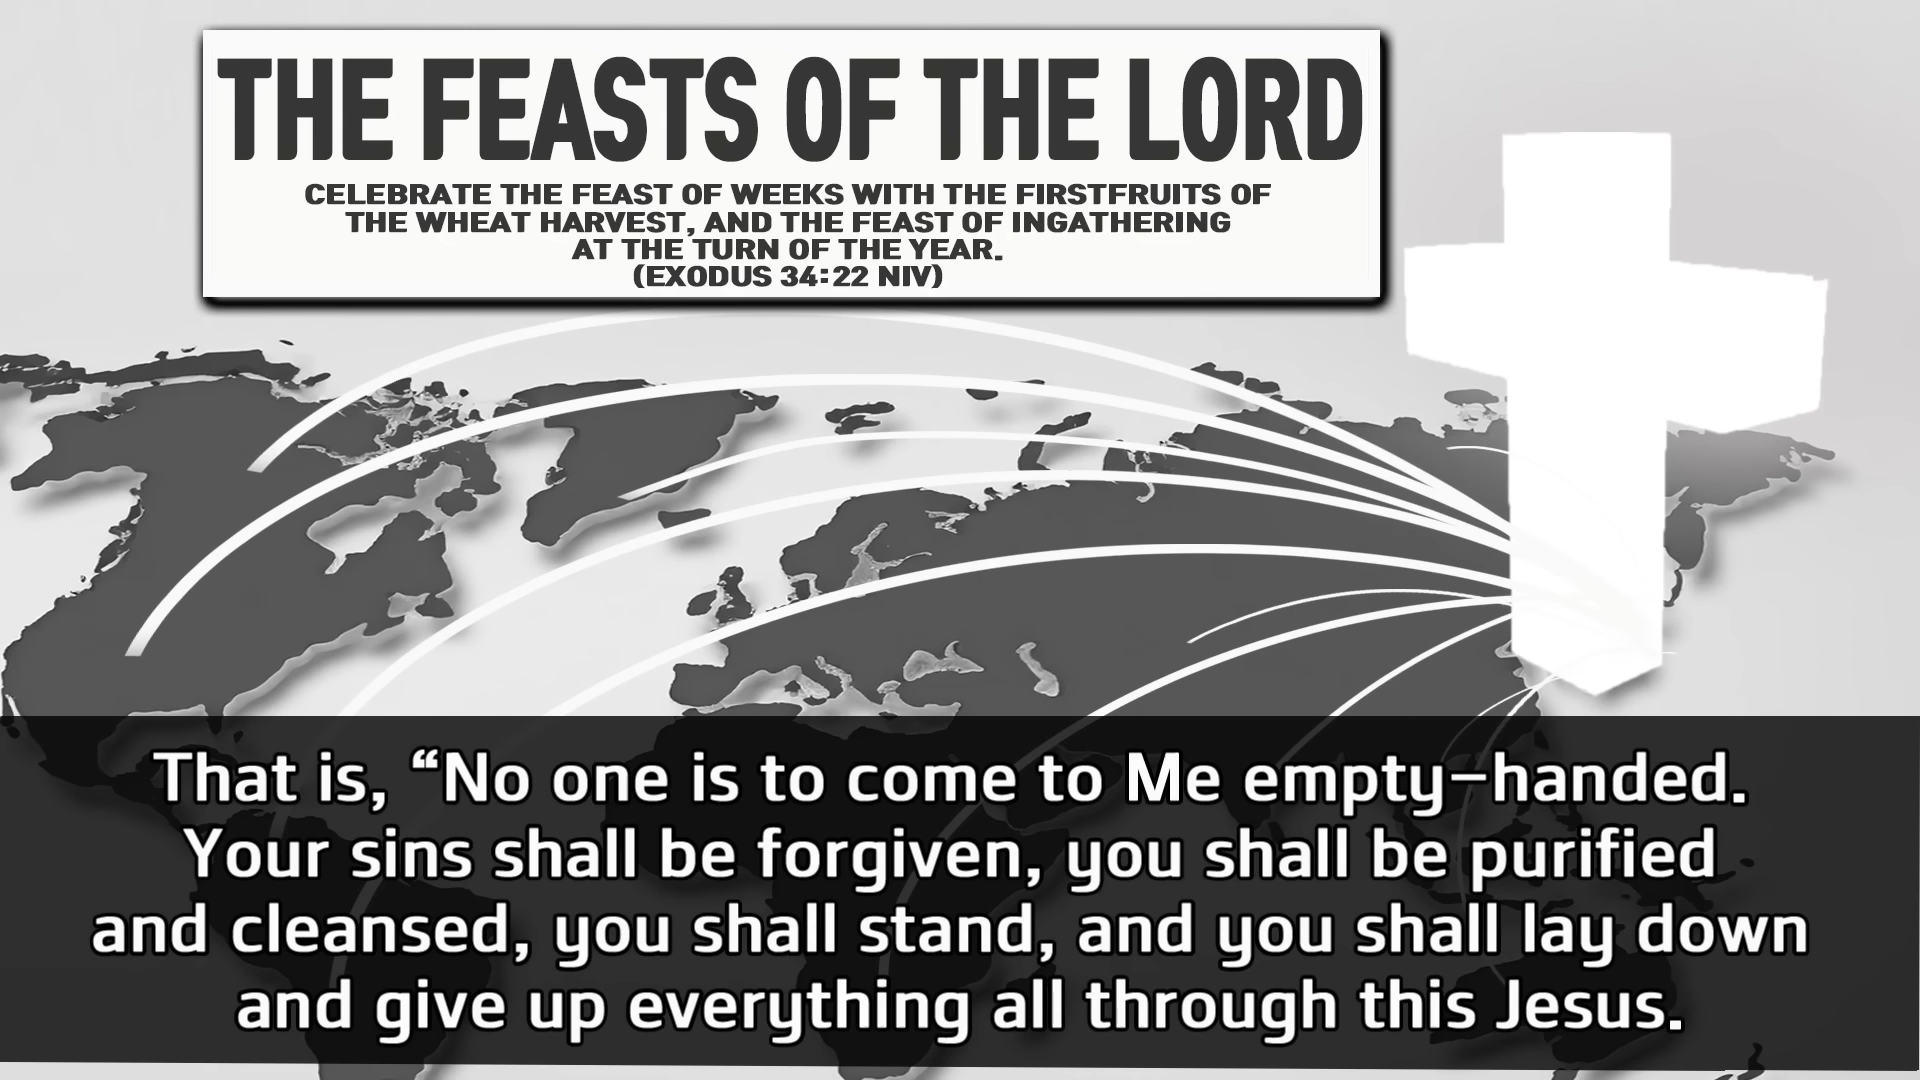 THE FEASTS OF THE LORD
CELEBRATE THE FEAST OF WEEKS WITH THE FIRSTFRUITS OF
THE WHEAT HARVEST, AND THE FEAST OF INGATHERING
AT THE TURN OF THE YEAR.
(EXODUS 34:22 NIV)
That is, “No one is to come to Me empty-handed.
Your sins shall be forgiven, you shall be purified
and cleansed, you shall stand, and you shall lay down
and give up everything all through this Jesus.